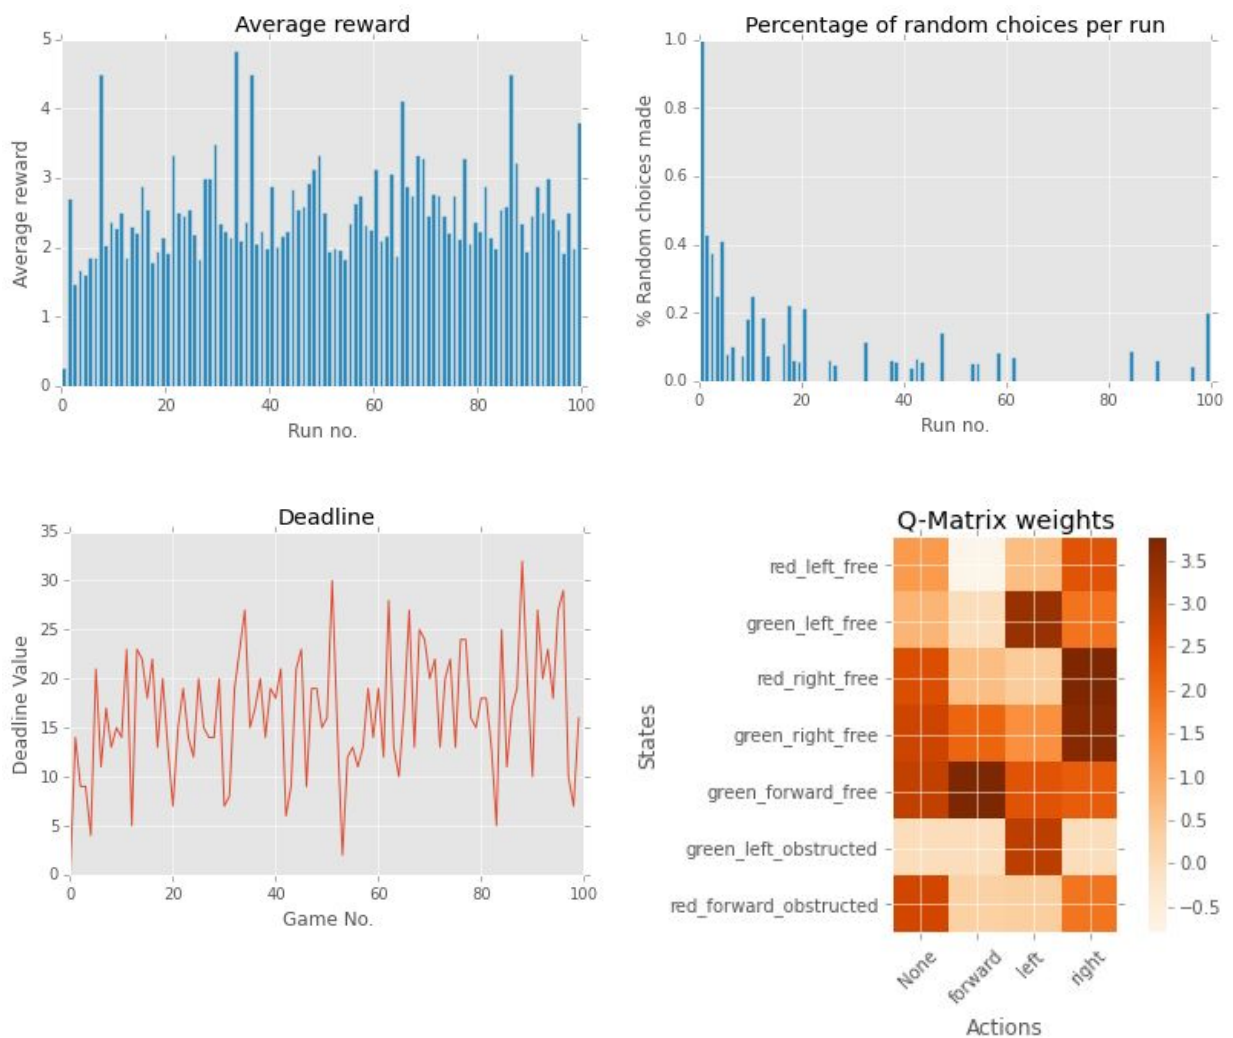 Average reward
5
4
3
2
1
0
0 20 40 60 80 100
Average reward
Run no.
Percentage of random choices per run
1.0
0.8
0.6
0.4
0.2
0.0
0 20 40 60 80 100
% Random choices made
Run no.
Deadline
35
30
25
20
15
10
5
0
0 20 40 60 80 100
Deadline Value
Game No.
Q-Matrix weights
red_left_free
green_left_free
red_right_free
green_right_free
green_forward_free
green_left_obstructed
red_forward_obstructed
States
None forward left right
Actions
3.5
3.0
2.5
2.0
1.5
1.0
0.5
0.0
−0.5